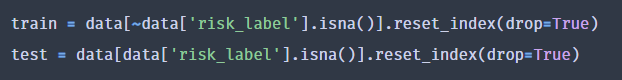 train = data[~data['risk_label'].isna()].reset_index(drop=True)
test = data[data['risk_label'].isna()].reset_index(drop=True)